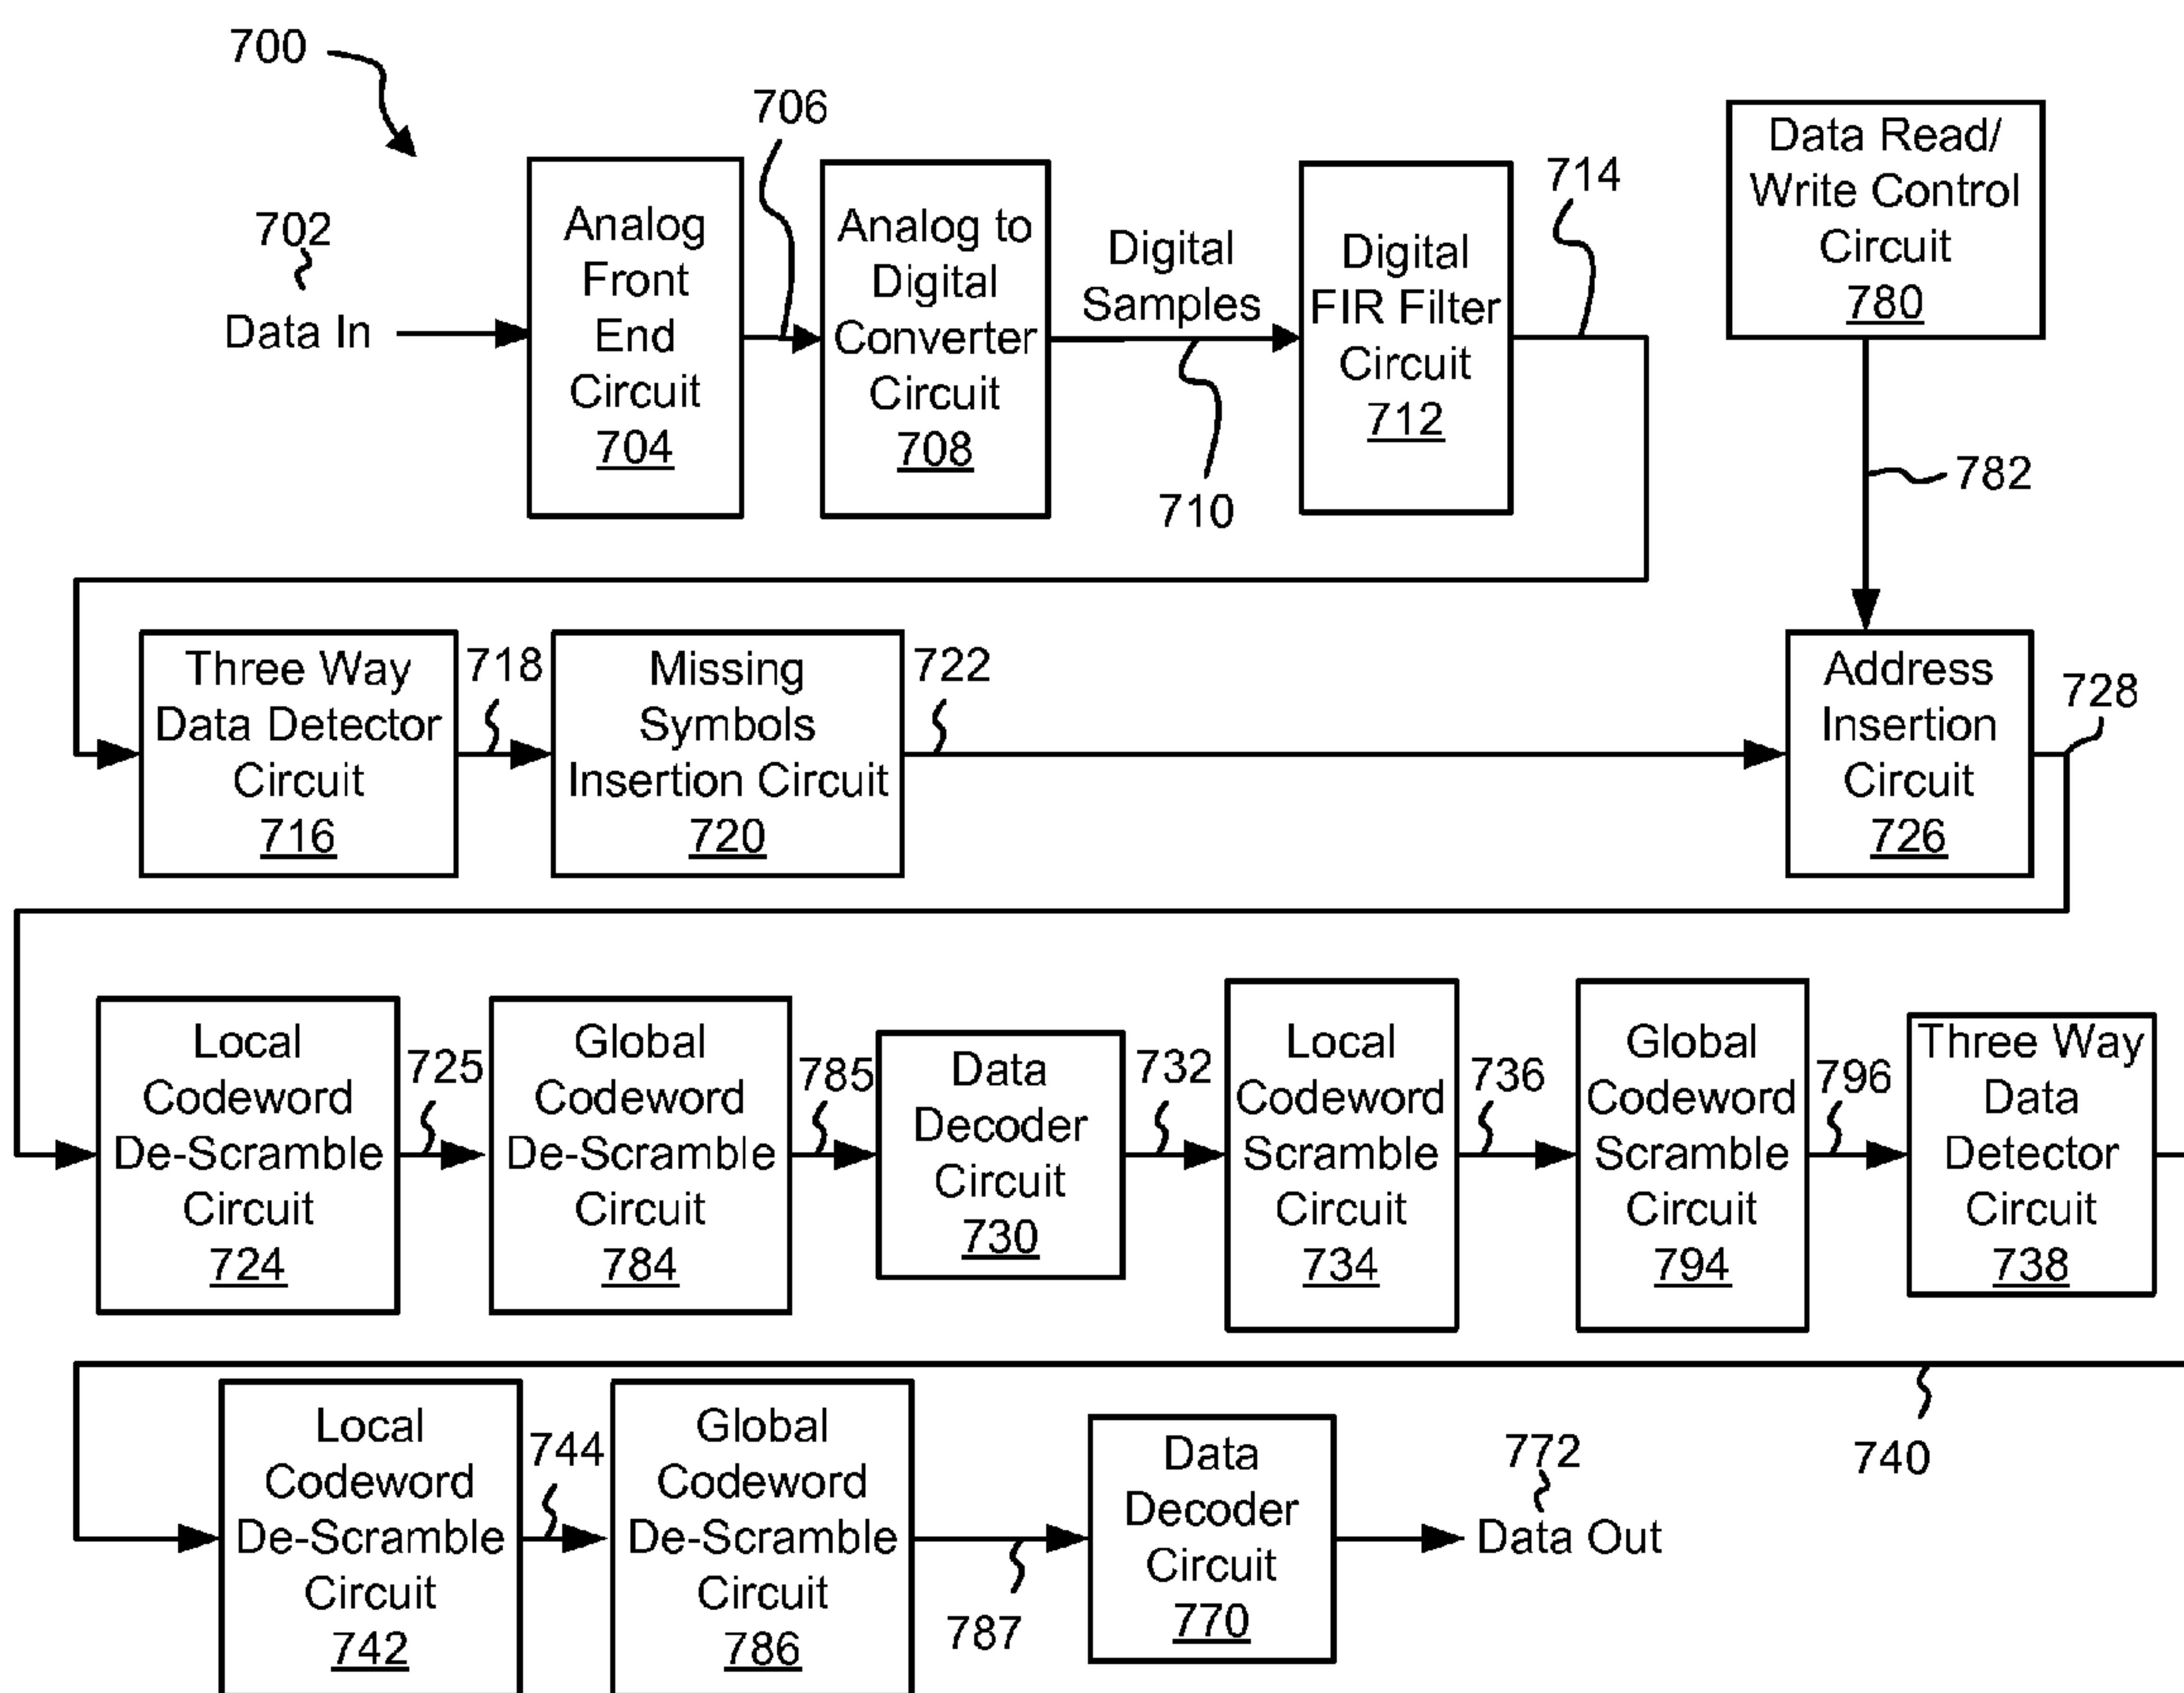 700
706
702
Data In
Analog
Front
End
Circuit
704
Analog to
Digital
Converter
Circuit
708
Digital
Samples
710
Digital
FIR Filter
Circuit
712
714
Data Read/
Write Control
Circuit
780
782
Three Way
Data Detector
Circuit
716
718
Missing
Symbols
Insertion Circuit
720
722
Address
Insertion
Circuit
726
728
Local
Codeword
De-Scramble
Circuit
724
725
Global
Codeword
De-Scramble
Circuit
784
785
Data
Decoder
Circuit
730
732
Local
Codeword
Scramble
Circuit
734
736
Global
Codeword
Scramble
Circuit
794
796
Three Way
Data
Detector
Circuit
738
740
Local
Codeword
De-Scramble
Circuit
742
744
Global
Codeword
De-Scramble
Circuit
786
787
Data
Decoder
Circuit
770
772
Data Out